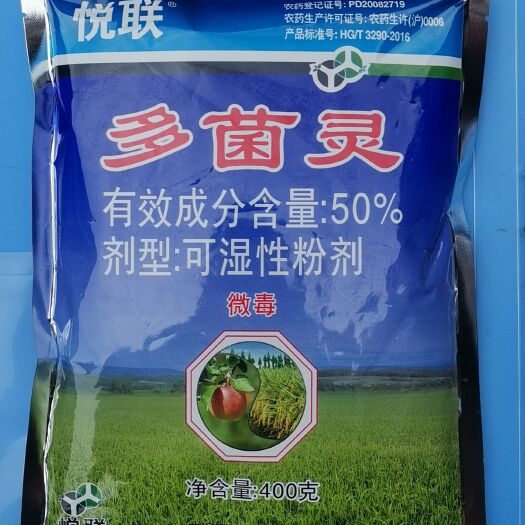 悦联®
农药登记证号: PD20082719
农药生产许可证号: 农药生许(沪)0006
产品标准号: HG/T 3290-2016
多菌灵
有效成分含量:50%
剂型:可湿性粉剂
微毒
净含量:400克
悦联